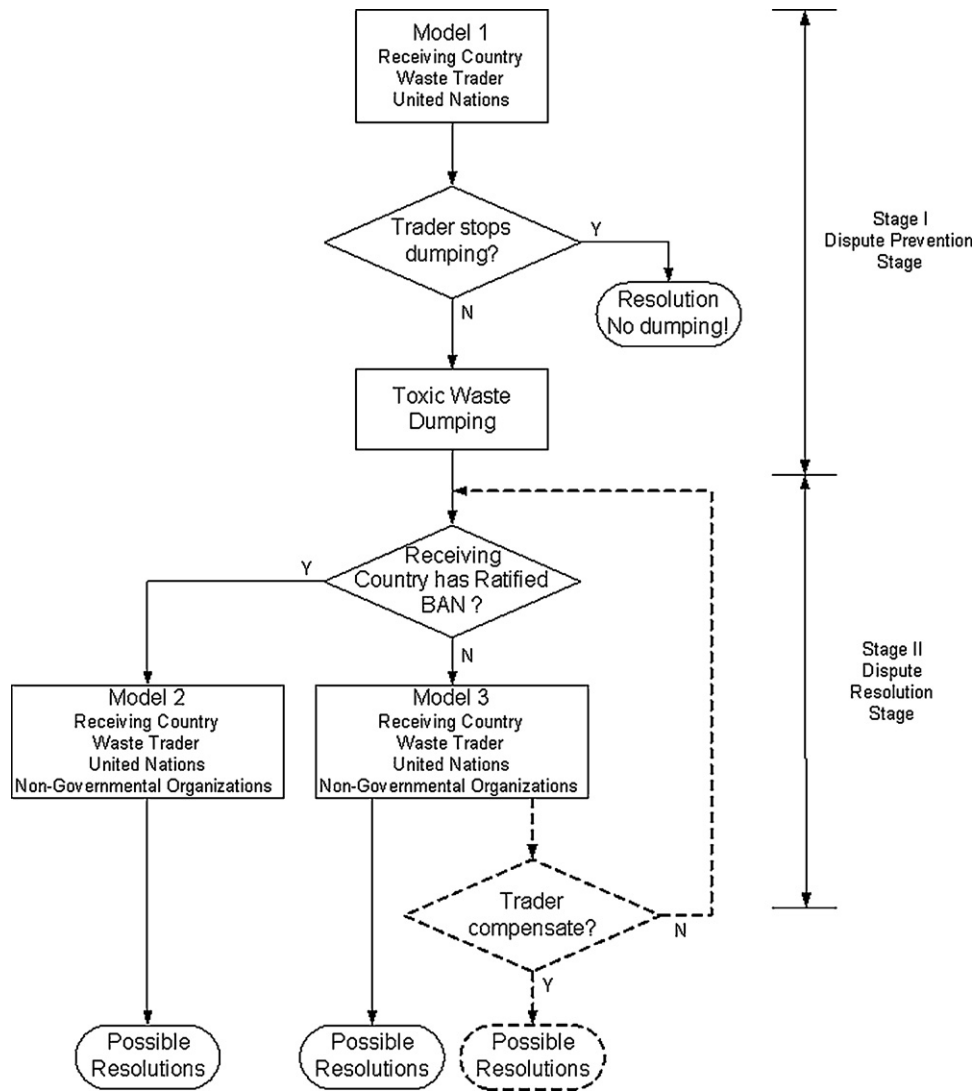 Model 1
Receiving Country
Waste Trader
United Nations
Trader stops
dumping?
Y
N
Resolution
No dumping!
Stage I
Dispute Prevention
Stage
Toxic Waste
Dumping
Receiving
Country has Ratified
BAN ?
Y
N
Model 2
Receiving Country
Waste Trader
United Nations
Non-Governmental Organizations
Model 3
Receiving Country
Waste Trader
United Nations
Non-Governmental Organizations
Stage II
Dispute
Resolution
Stage
Trader
compensate?
N
Y
Possible
Resolutions
Possible
Resolutions
Possible
Resolutions